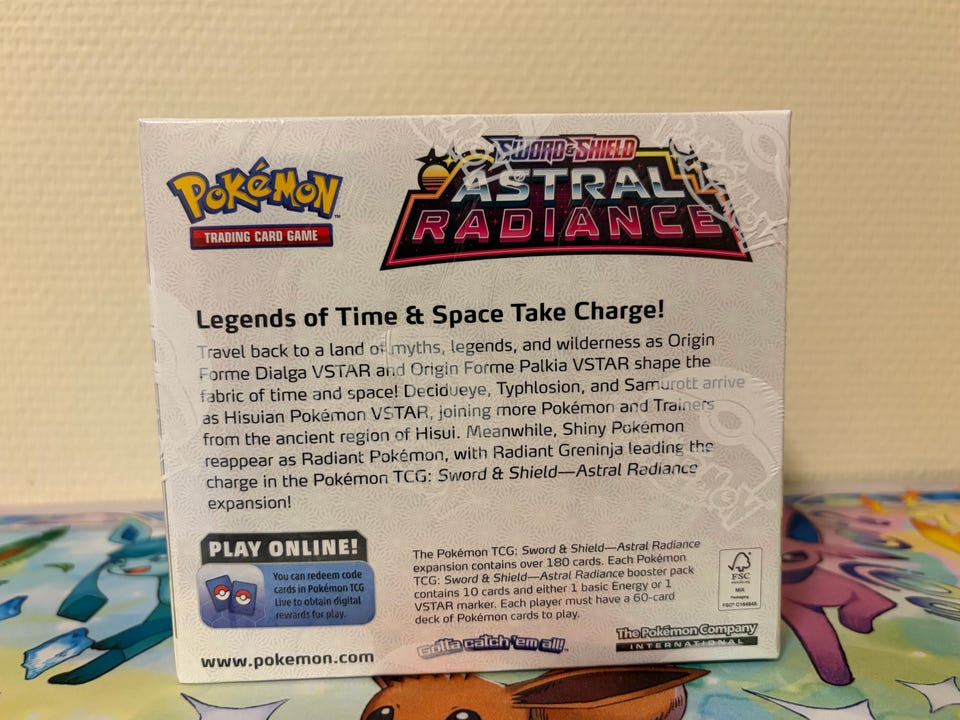 Pokémon
TRADING CARD GAME
SWORD & SHIELD
ASTRAL
RADIANCE
Legends of Time & Space Take Charge!
Travel back to a land of myths, legends, and wilderness as Origin
Forme Dialga VSTAR and Origin Forme Palkia VSTAR shape the
fabric of time and space! Decidueye, Typhlosion, and Samurott arrive
as Hisuian Pokémon VSTAR, joining more Pokémon and Trainers
from the ancient region of Hisui. Meanwhile, Shiny Pokémon
reappear as Radiant Pokémon, with Radiant Greninja leading the
charge in the Pokémon TCG: Sword & Shield—Astral Radiance
expansion!
PLAY ONLINE!
You can redeem code
cards in Pokémon TCG
Live to obtain digital
rewards for play.
The Pokémon TCG: Sword & Shield—Astral Radiance
expansion contains over 180 cards. Each Pokémon
TCG: Sword & Shield—Astral Radiance booster pack
contains 10 cards and either 1 basic Energy or 1
VSTAR marker. Each player must have a 60-card
deck of Pokémon cards to play.
FSC
www.fsc.org
MIX
Packaging
www.pokemon.com
Gotta catch 'em all!
The Pokémon Company
INTERNATIONAL